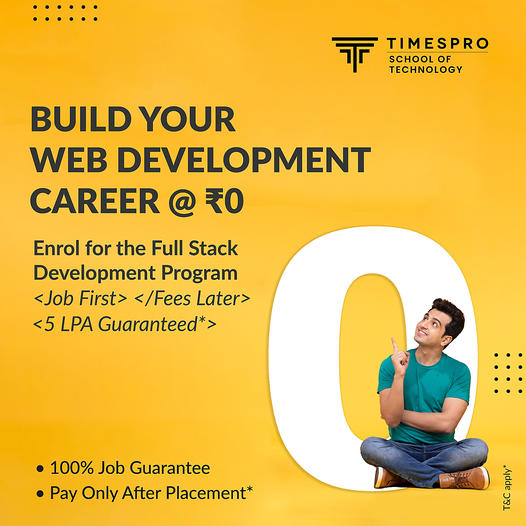 TIMESPRO
SCHOOL OF
TECHNOLOGY
BUILD YOUR
WEB DEVELOPMENT
CAREER @ ₹0
Enrol for the Full Stack
Development Program
<Job First> </Fees Later>
<5 LPA Guaranteed*>
0
• 100% Job Guarantee
• Pay Only After Placement*
T&C apply*